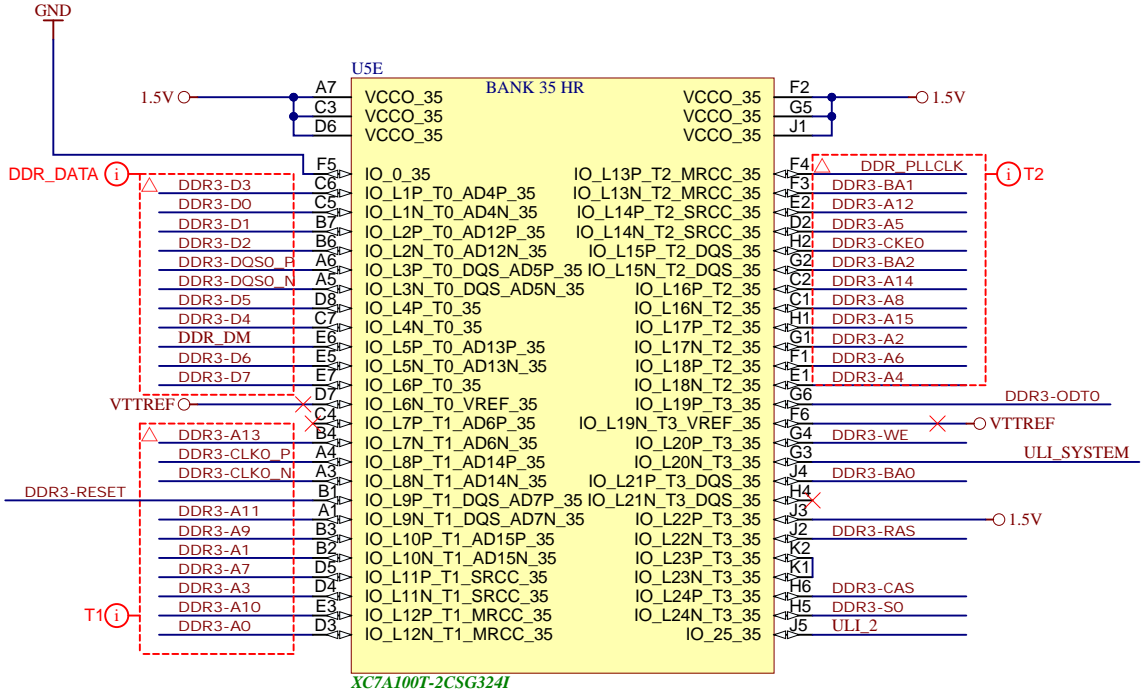 GND
U5E
BANK 35 HR
1.5V A7 VCCO_35 VCCO_35 F2 1.5V
C3 VCCO_35 VCCO_35 G5
D6 VCCO_35 VCCO_35 J1
DDR_DATA i F5 IO_0_35 IO_L13P_T2_MRCC_35 F4 DDR_PLLCLK i T2
DDR3-D3 C6 IO_L1P_T0_AD4P_35 IO_L13N_T2_MRCC_35 F3 DDR3-BA1
DDR3-D0 C5 IO_L1N_T0_AD4N_35 IO_L14P_T2_SRCC_35 E2 DDR3-A12
DDR3-D1 B7 IO_L2P_T0_AD12P_35 IO_L14N_T2_SRCC_35 D2 DDR3-A5
DDR3-D2 B6 IO_L2N_T0_AD12N_35 IO_L15P_T2_DQS_35 H2 DDR3-CKE0
DDR3-DQS0_P A6 IO_L3P_T0_DQS_AD5P_35 IO_L15N_T2_DQS_35 G2 DDR3-BA2
DDR3-DQS0_N A5 IO_L3N_T0_DQS_AD5N_35 IO_L16P_T2_35 C2 DDR3-A14
DDR3-D5 D8 IO_L4P_T0_35 IO_L16N_T2_35 C1 DDR3-A8
DDR3-D4 C7 IO_L4N_T0_35 IO_L17P_T2_35 H1 DDR3-A15
DDR_DM E6 IO_L5P_T0_AD13P_35 IO_L17N_T2_35 G1 DDR3-A2
DDR3-D6 E5 IO_L5N_T0_AD13N_35 IO_L18P_T2_35 F1 DDR3-A6
DDR3-D7 E7 IO_L6P_T0_35 IO_L18N_T2_35 E1 DDR3-A4
VTTREF D7 IO_L6N_T0_VREF_35 IO_L19P_T3_35 G6 DDR3-ODT0
C4 IO_L7P_T1_AD6P_35 IO_L19N_T3_VREF_35 F6 VTTREF
DDR3-A13 B4 IO_L7N_T1_AD6N_35 IO_L20P_T3_35 G4 DDR3-WE
DDR3-CLK0_P A4 IO_L8P_T1_AD14P_35 IO_L20N_T3_35 G3 ULI_SYSTEM
DDR3-CLK0_N A3 IO_L8N_T1_AD14N_35 IO_L21P_T3_DQS_35 J4 DDR3-BA0
DDR3-RESET B1 IO_L9P_T1_DQS_AD7P_35 IO_L21N_T3_DQS_35 H4
DDR3-A11 A1 IO_L9N_T1_DQS_AD7N_35 IO_L22P_T3_35 J3 1.5V
DDR3-A9 B3 IO_L10P_T1_AD15P_35 IO_L22N_T3_35 J2 DDR3-RAS
DDR3-A1 B2 IO_L10N_T1_AD15N_35 IO_L23P_T3_35 K2
DDR3-A7 D5 IO_L11P_T1_SRCC_35 IO_L23N_T3_35 K1
DDR3-A3 D4 IO_L11N_T1_SRCC_35 IO_L24P_T3_35 H6 DDR3-CAS
T1 i DDR3-A10 E3 IO_L12P_T1_MRCC_35 IO_L24N_T3_35 H5 DDR3-S0
DDR3-A0 D3 IO_L12N_T1_MRCC_35 IO_25_35 J5 ULI_2
XC7A100T-2CSG324I